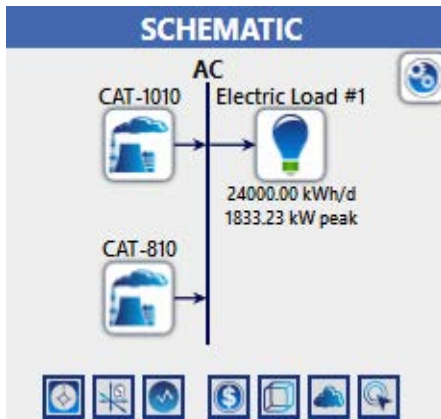 SCHEMATIC
AC
CAT-1010 Electric Load #1
24000.00 kWh/d
1833.23 kW peak
CAT-810